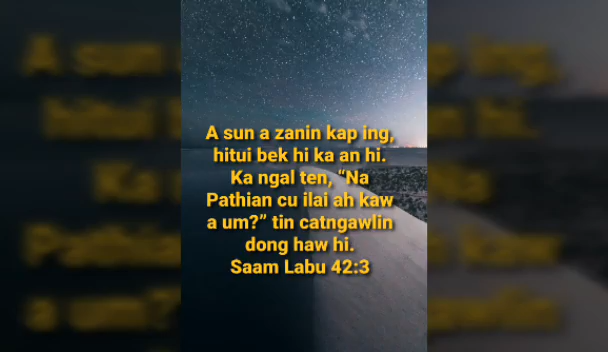 A sun a zanin kap ing,
hitui bek hi ka an hi.
Ka ngal ten, “Na
Pathian cu ilai ah kaw
a um?” tin catngawlin
dong haw hi.
Saam Labu 42:3